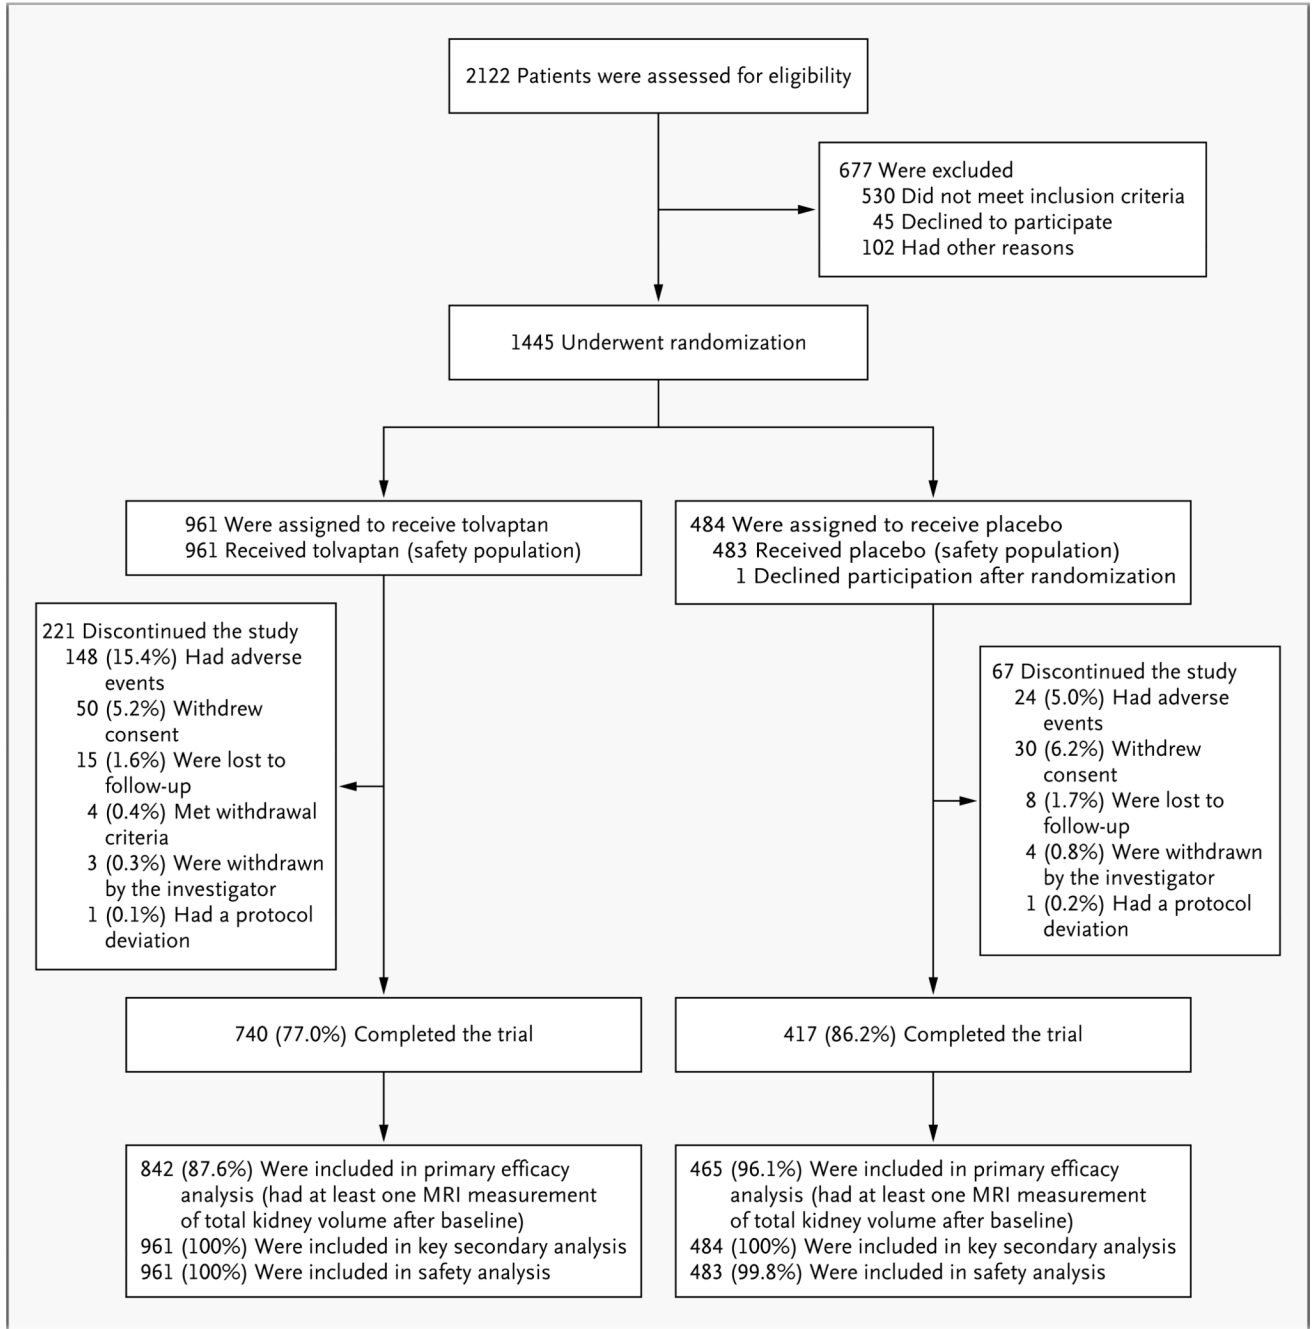 2122 Patients were assessed for eligibility
677 Were excluded
530 Did not meet inclusion criteria
45 Declined to participate
102 Had other reasons
1445 Underwent randomization
961 Were assigned to receive tolvaptan
961 Received tolvaptan (safety population)
484 Were assigned to receive placebo
483 Received placebo (safety population)
1 Declined participation after randomization
221 Discontinued the study
148 (15.4%) Had adverse
events
50 (5.2%) Withdrew
consent
15 (1.6%) Were lost to
follow-up
4 (0.4%) Met withdrawal
criteria
3 (0.3%) Were withdrawn
by the investigator
1 (0.1%) Had a protocol
deviation
67 Discontinued the study
24 (5.0%) Had adverse
events
30 (6.2%) Withdrew
consent
8 (1.7%) Were lost to
follow-up
4 (0.8%) Were withdrawn
by the investigator
1 (0.2%) Had a protocol
deviation
740 (77.0%) Completed the trial
417 (86.2%) Completed the trial
842 (87.6%) Were included in primary efficacy
analysis (had at least one MRI measurement
of total kidney volume after baseline)
961 (100%) Were included in key secondary analysis
961 (100%) Were included in safety analysis
465 (96.1%) Were included in primary efficacy
analysis (had at least one MRI measurement
of total kidney volume after baseline)
484 (100%) Were included in key secondary analysis
483 (99.8%) Were included in safety analysis